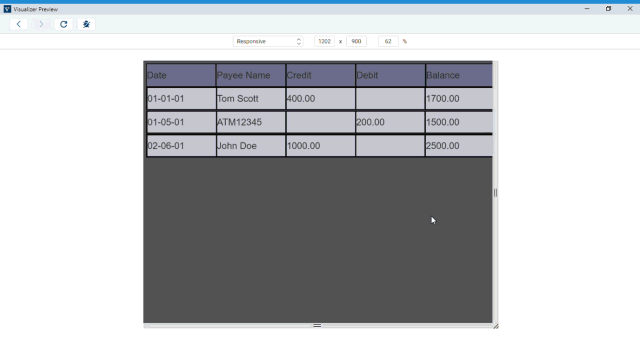 Visualizer Preview
Responsive 1202 x 900 62 %
Date Payee Name Credit Debit Balance
01-01-01 Tom Scott 400.00 1700.00
01-05-01 ATM12345 200.00 1500.00
02-06-01 John Doe 1000.00 2500.00